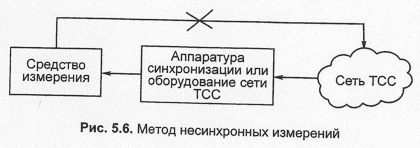 Средство
измерения
Аппаратура
синхронизации или
оборудование сети
ТСС
Сеть ТСС
Рис. 5.6. Метод несинхронных измерений